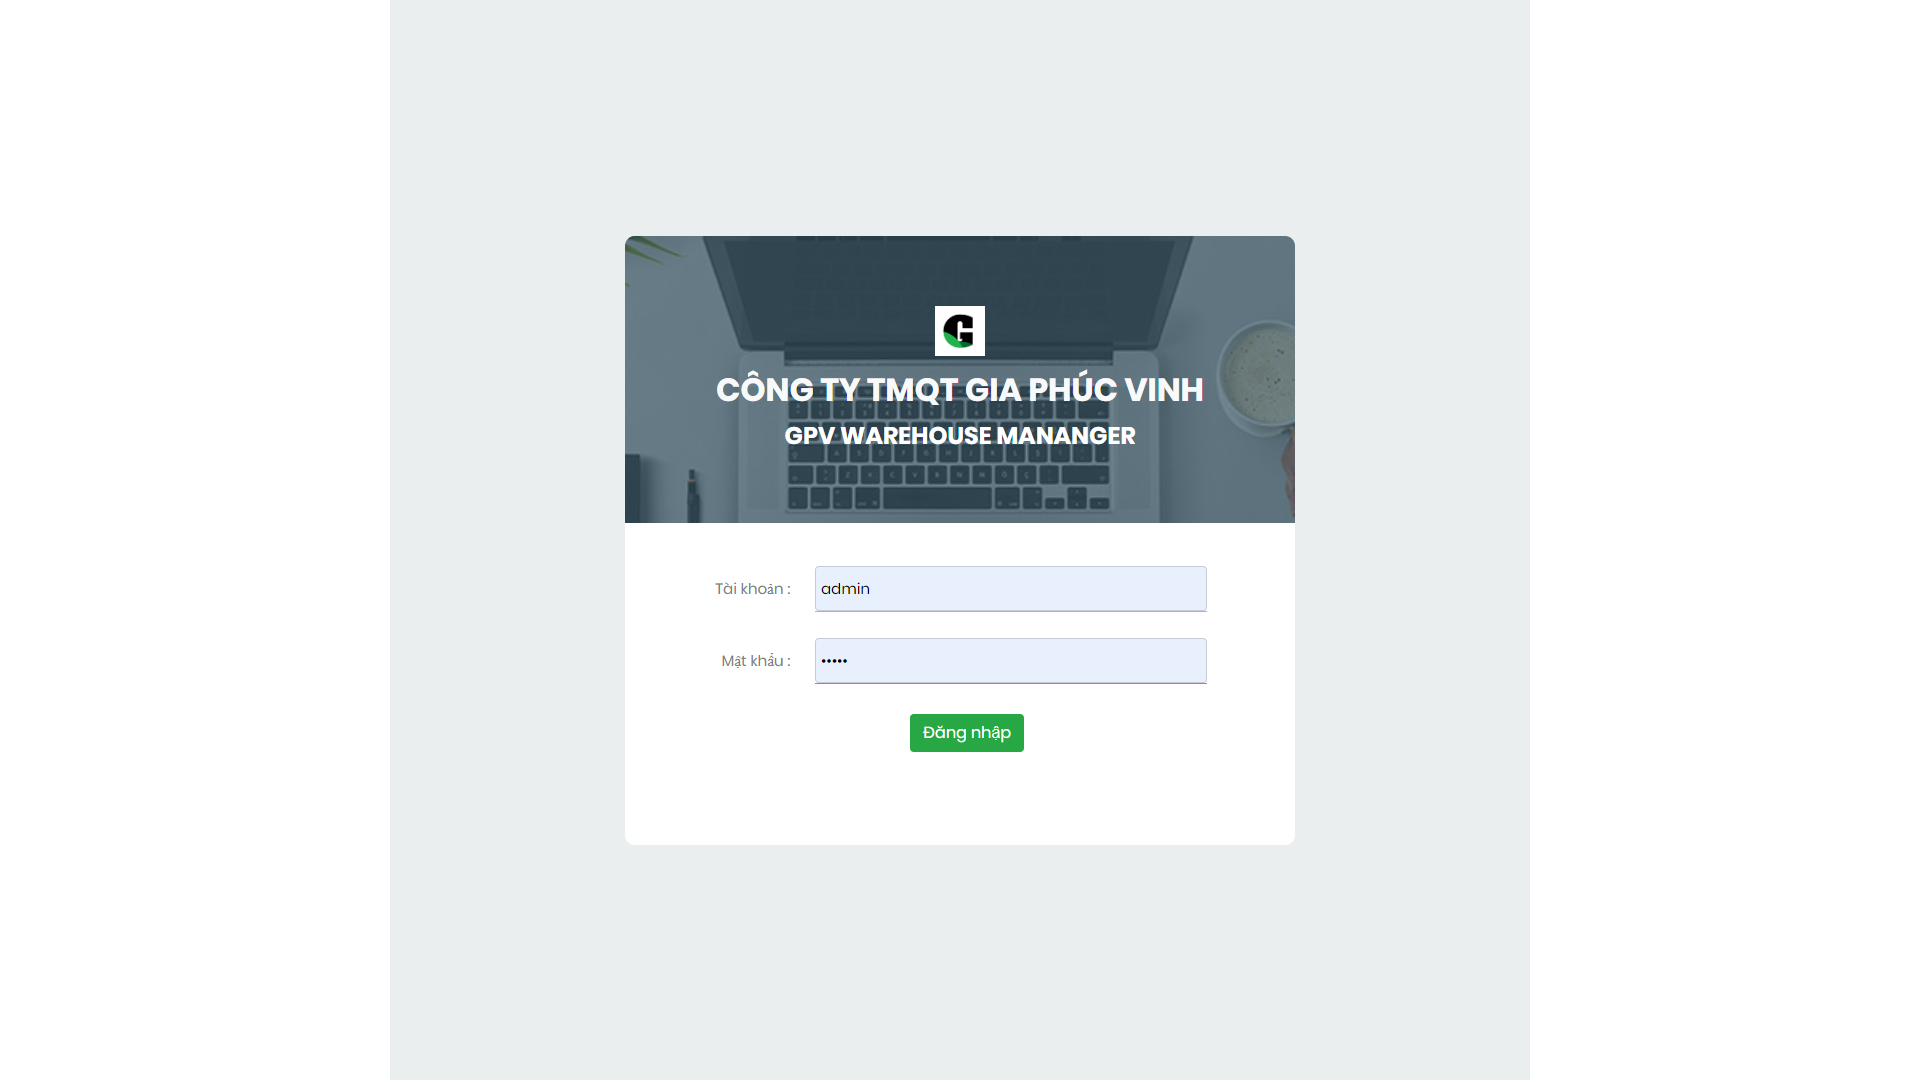 CÔNG TY TMQT GIA PHÚC VINH
GPV WAREHOUSE MANANGER
Tài khoản :
admin
Mật khẩu :
•••••
Đăng nhập